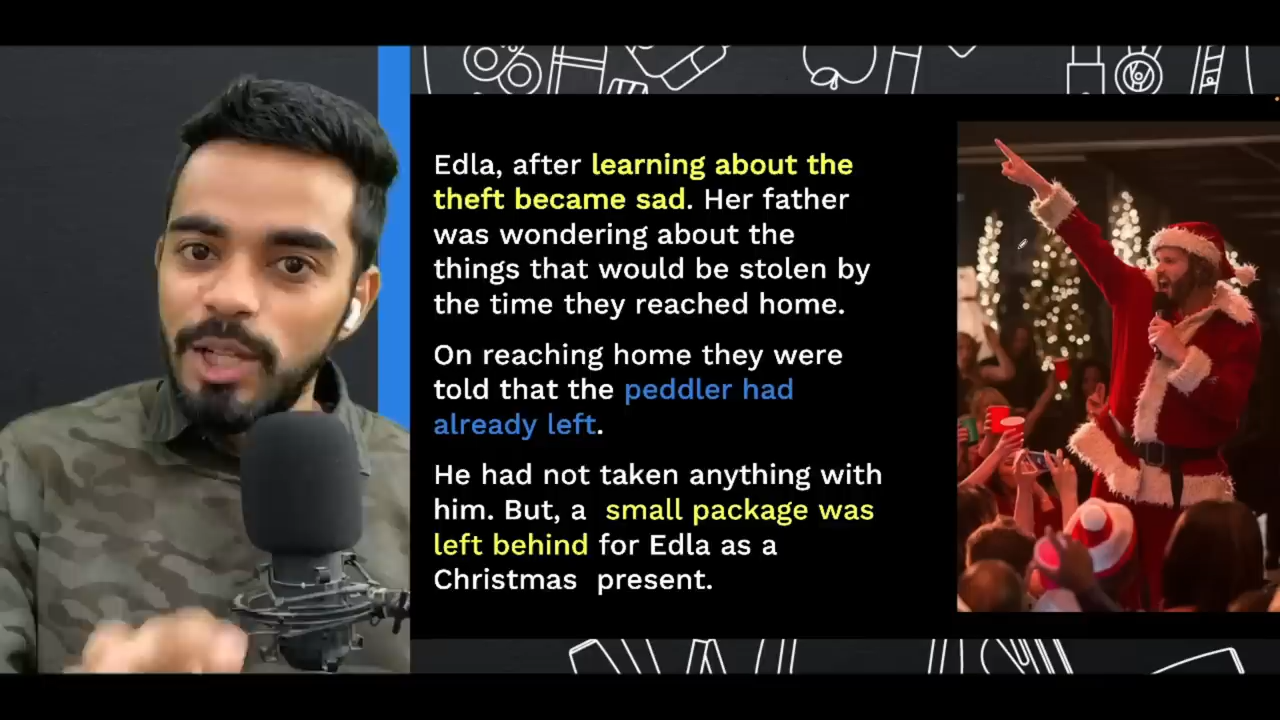 Edla, after learning about the
theft became sad. Her father
was wondering about the
things that would be stolen by
the time they reached home.
On reaching home they were
told that the peddler had
already left.
He had not taken anything with
him. But, a small package was
left behind for Edla as a
Christmas present.